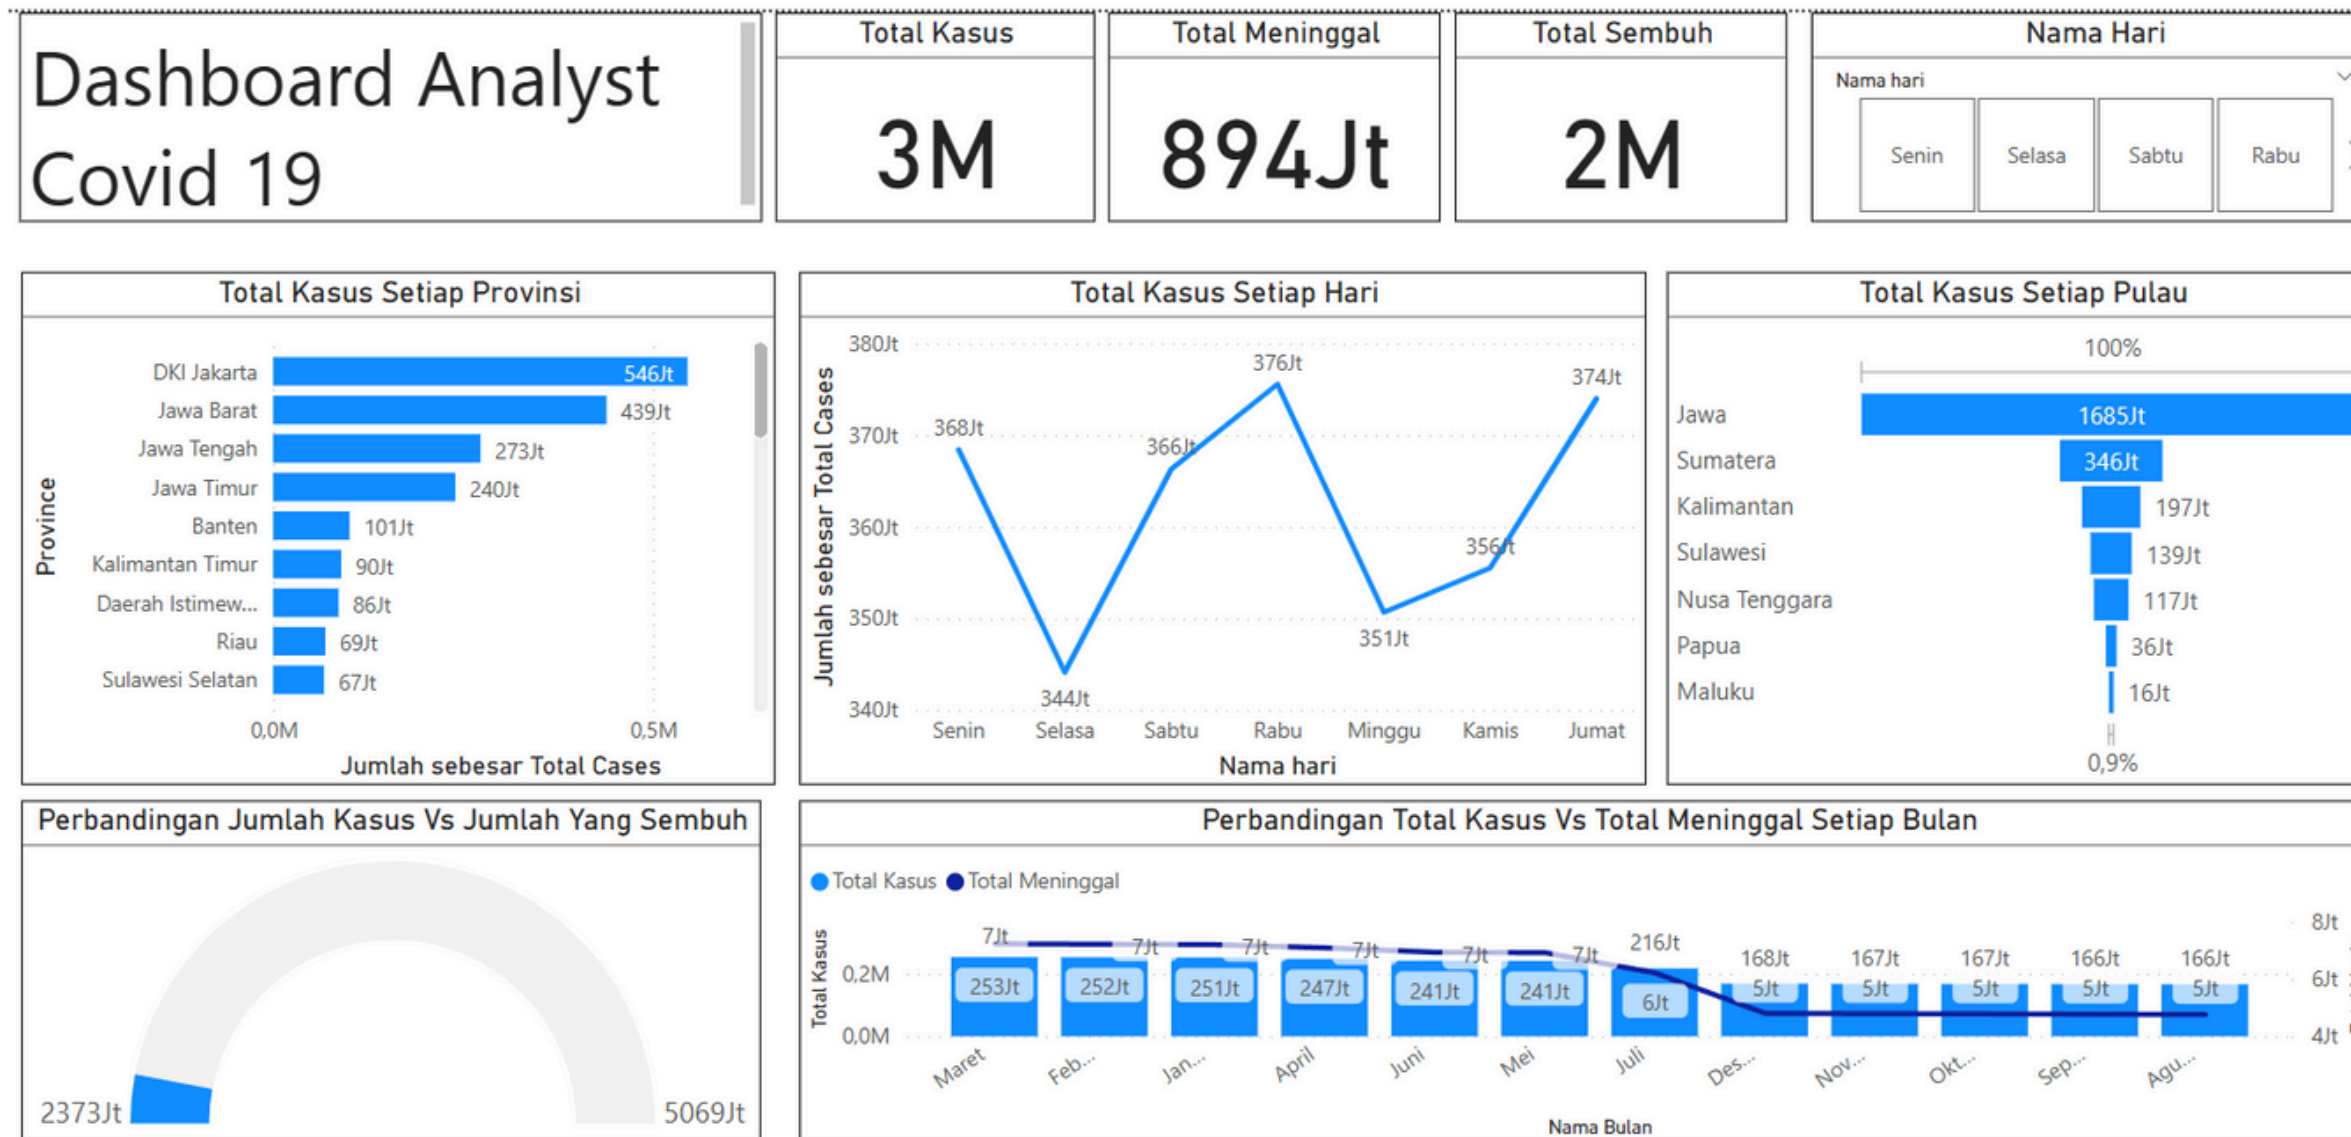 Dashboard Analyst
Covid 19
Total Kasus
3M
Total Meninggal
894Jt
Total Sembuh
2M
Nama Hari
Nama hari
Senin
Selasa
Sabtu
Rabu
Total Kasus Setiap Provinsi
Province
DKI Jakarta 546Jt
Jawa Barat 439Jt
Jawa Tengah 273Jt
Jawa Timur 240Jt
Banten 101Jt
Kalimantan Timur 90Jt
Daerah Istimew... 86Jt
Riau 69Jt
Sulawesi Selatan 67Jt
0,0M 0,5M
Jumlah sebesar Total Cases
Total Kasus Setiap Hari
Jumlah sebesar Total Cases
380Jt
370Jt
360Jt
350Jt
340Jt
368Jt
344Jt
366Jt
376Jt
351Jt
356Jt
374Jt
Senin Selasa Sabtu Rabu Minggu Kamis Jumat
Nama hari
Total Kasus Setiap Pulau
100%
Jawa 1685Jt
Sumatera 346Jt
Kalimantan 197Jt
Sulawesi 139Jt
Nusa Tenggara 117Jt
Papua 36Jt
Maluku 16Jt
0,9%
Perbandingan Jumlah Kasus Vs Jumlah Yang Sembuh
2373Jt
5069Jt
Perbandingan Total Kasus Vs Total Meninggal Setiap Bulan
Total Kasus Total Meninggal
Total Kasus
0,2M
0,0M
7Jt 7Jt 7Jt 7Jt 7Jt 7Jt 216Jt 168Jt 167Jt 167Jt 166Jt 166Jt
253Jt 252Jt 251Jt 247Jt 241Jt 241Jt 6Jt 5Jt 5Jt 5Jt 5Jt 5Jt
8Jt
6Jt
4Jt
Maret Feb... Jan... April Juni Mei Juli Des... Nov... Okt... Sep... Agu...
Nama Bulan